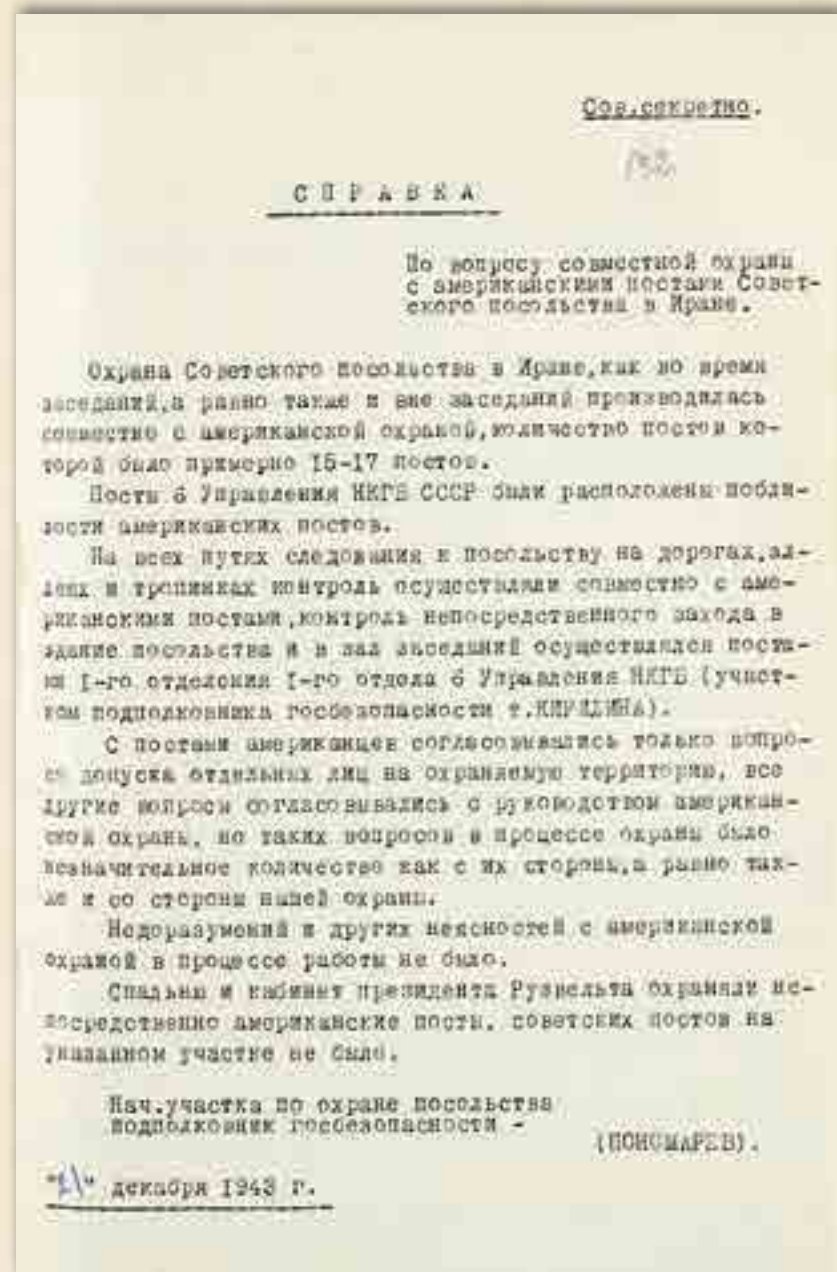 Сов.секретно.
132
СПРАВКА
По вопросу совместной охраны
с американскими постами Совет-
ского посольства в Иране.
Охрана Советского посольства в Иране,как во время
заседаний,а равно также и вне заседаний производилась
совместно с американской охраной,количество постов ко-
торой было примерно 15-17 постов.
Посты 6 Управления НКГБ СССР были расположены побли-
зости американских постов.
На всех путях следования к посольству на дорогах,ал-
леях и тропинках контроль осуществляли совместно с аме-
риканскими постами,контроль непосредственного захода в
здание посольства и в зал заседаний осуществлялся поста-
ми I-го отделения I-го отдела 6 Управления НКГБ (участ-
ком подполковника госбезопасности т.).
С постами американцев согласовывались только вопро-
сы допуска отдельных лиц на охраняемую территорию, все
другие вопросы согласовывались с руководством американ-
ской охраны, но таких вопросов в процессе охраны было
незначительное количество как с их стороны,а равно так-
же и со стороны нашей охраны.
Недоразумений и других неясностей с американской
охраной в процессе работы не было.
Спальню и кабинет президента Рузвельта охраняли не-
посредственно американские посты, советских постов на
указанном участке не было.
Нач.участка по охране посольства
подполковник госбезопасности -
(ПОНОМАРЕВ).
"21" декабря 1943 г.